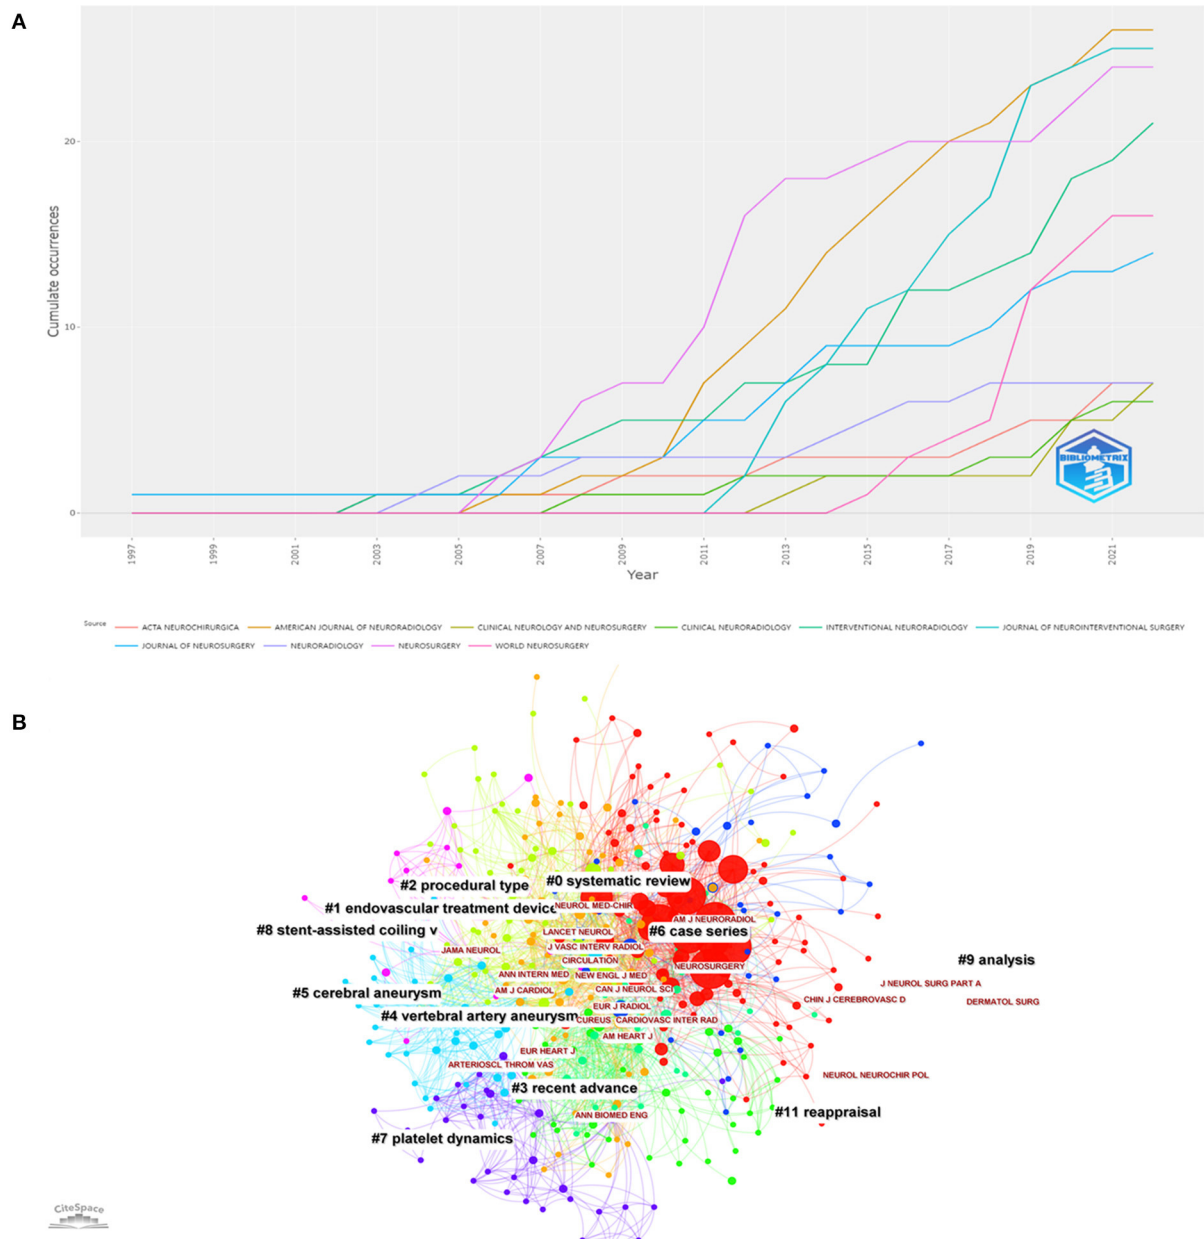 A
Cumulate occurrences
20
10
0
1997
1999
2001
2003
2005
2007
2009
2011
2013
2015
2017
2019
2021
Year
BIBLIOMETRIX
Source
ACTA NEUROCHIRURGICA
AMERICAN JOURNAL OF NEURORADIOLOGY
CLINICAL NEUROLOGY AND NEUROSURGERY
CLINICAL NEURORADIOLOGY
INTERVENTIONAL NEURORADIOLOGY
JOURNAL OF NEUROINTERVENTIONAL SURGERY
JOURNAL OF NEUROSURGERY
NEURORADIOLOGY
NEUROSURGERY
WORLD NEUROSURGERY
B
#2 procedural type
#0 systematic review
#1 endovascular treatment device
NEUROL MED-CHIR
AM J NEURORADIOL
#8 stent-assisted coiling v
LANCET NEUROL
#6 case series
JAMA NEUROL
J VASC INTERV RADIOL
CIRCULATION
NEUROSURGERY
#9 analysis
ANN INTERN MED
NEW ENGL J MED
J NEUROL SURG PART A
#5 cerebral aneurysm
AM J CARDIOL
CAN J NEUROL SCI
CHIN J CEREBROVASC D
DERMATOL SURG
EUR J RADIOL
#4 vertebral artery aneurysm
CUREUS
CARDIOVASC INTER RAD
AM HEART J
EUR HEART J
ARTERIOSCL THROM VAS
NEUROL NEUROCHIR POL
#3 recent advance
ANN BIOMED ENG
#11 reappraisal
#7 platelet dynamics
CiteSpace